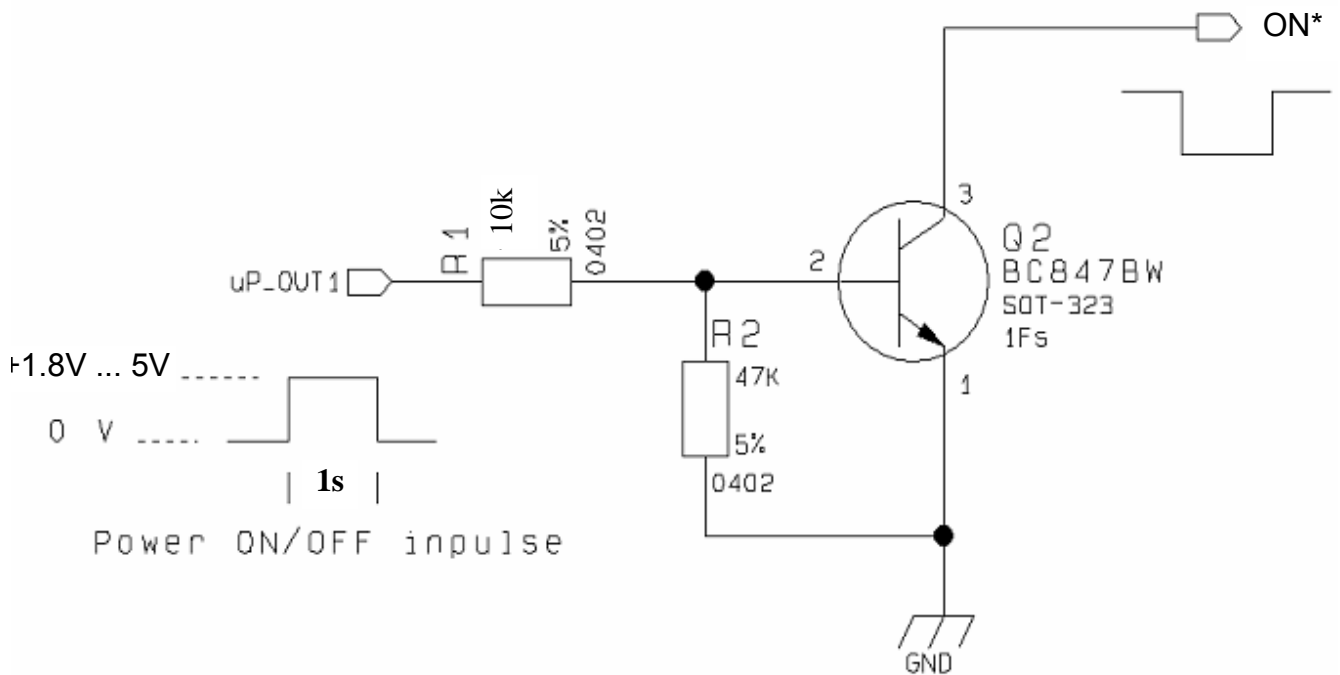 ON*
3
Q2
BC847BW
SOT-323
1Fs
2
1
R1
10k
5%
0402
uP_OUT1
R2
47K
5%
0402
+1.8V ... 5V
0 V
1s
Power ON/OFF inpulse
GND